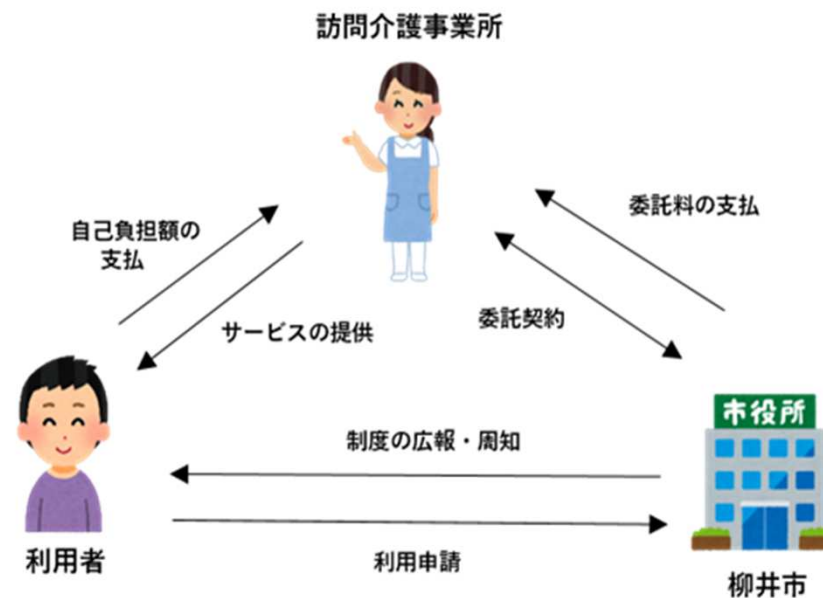 訪問介護事業所
自己負担額の
支払
委託料の支払
サービスの提供
委託契約
市役所
制度の広報・周知
利用者
利用申請
柳井市